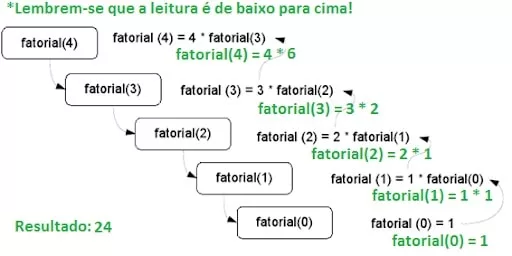 *Lembrem-se que a leitura é de baixo para cima!
fatorial(4)
fatorial (4) = 4 * fatorial(3)
fatorial(4) = 4 * 6
fatorial(3)
fatorial (3) = 3 * fatorial(2)
fatorial(3) = 3 * 2
fatorial(2)
fatorial (2) = 2 * fatorial(1)
fatorial(2) = 2 * 1
fatorial(1)
fatorial (1) = 1 * fatorial(0)
fatorial(1) = 1 * 1
fatorial(0)
fatorial (0) = 1
fatorial(0) = 1
Resultado: 24